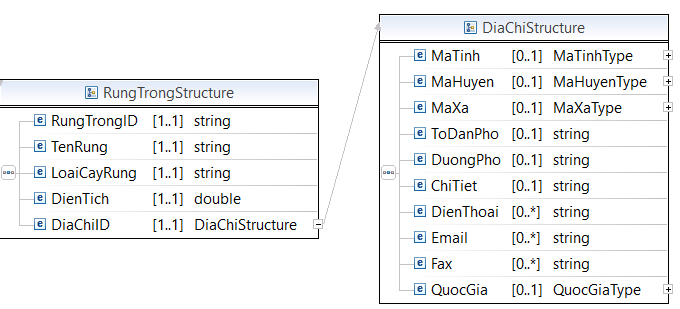 RungTrongStructure
RungTrongID [1..1] string
TenRung [1..1] string
LoaiCayRung [1..1] string
DienTich [1..1] double
DiaChiID [1..1] DiaChiStructure
DiaChiStructure
MaTinh [0..1] MaTinhType
MaHuyen [0..1] MaHuyenType
MaXa [0..1] MaXaType
ToDanPho [0..1] string
DuongPho [0..1] string
ChiTiet [0..1] string
DienThoai [0..*] string
Email [0..*] string
Fax [0..*] string
QuocGia [0..1] QuocGiaType